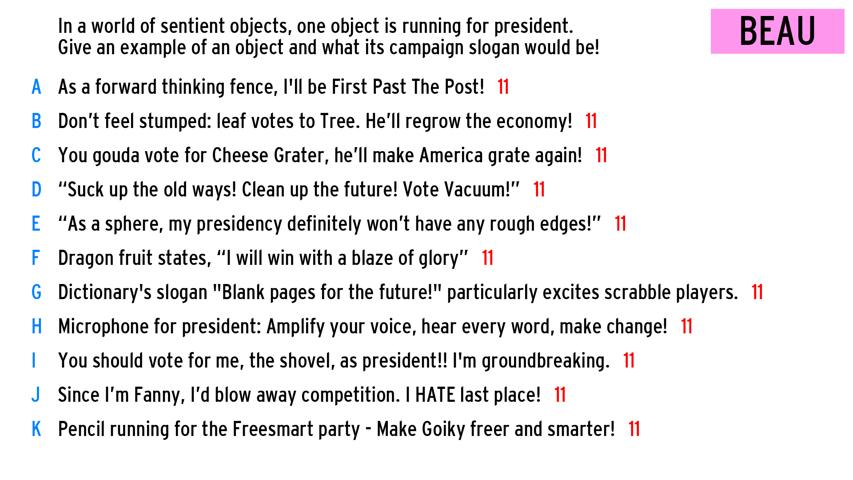 In a world of sentient objects, one object is running for president.
Give an example of an object and what its campaign slogan would be!
BEAU
A As a forward thinking fence, I'll be First Past The Post! 11
B Don’t feel stumped: leaf votes to Tree. He’ll regrow the economy! 11
C You gouda vote for Cheese Grater, he’ll make America grate again! 11
D “Suck up the old ways! Clean up the future! Vote Vacuum!” 11
E “As a sphere, my presidency definitely won’t have any rough edges!” 11
F Dragon fruit states, “I will win with a blaze of glory” 11
G Dictionary's slogan "Blank pages for the future!" particularly excites scrabble players. 11
H Microphone for president: Amplify your voice, hear every word, make change! 11
I You should vote for me, the shovel, as president!! I'm groundbreaking. 11
J Since I’m Fanny, I’d blow away competition. I HATE last place! 11
K Pencil running for the Freesmart party - Make Goiky freer and smarter! 11